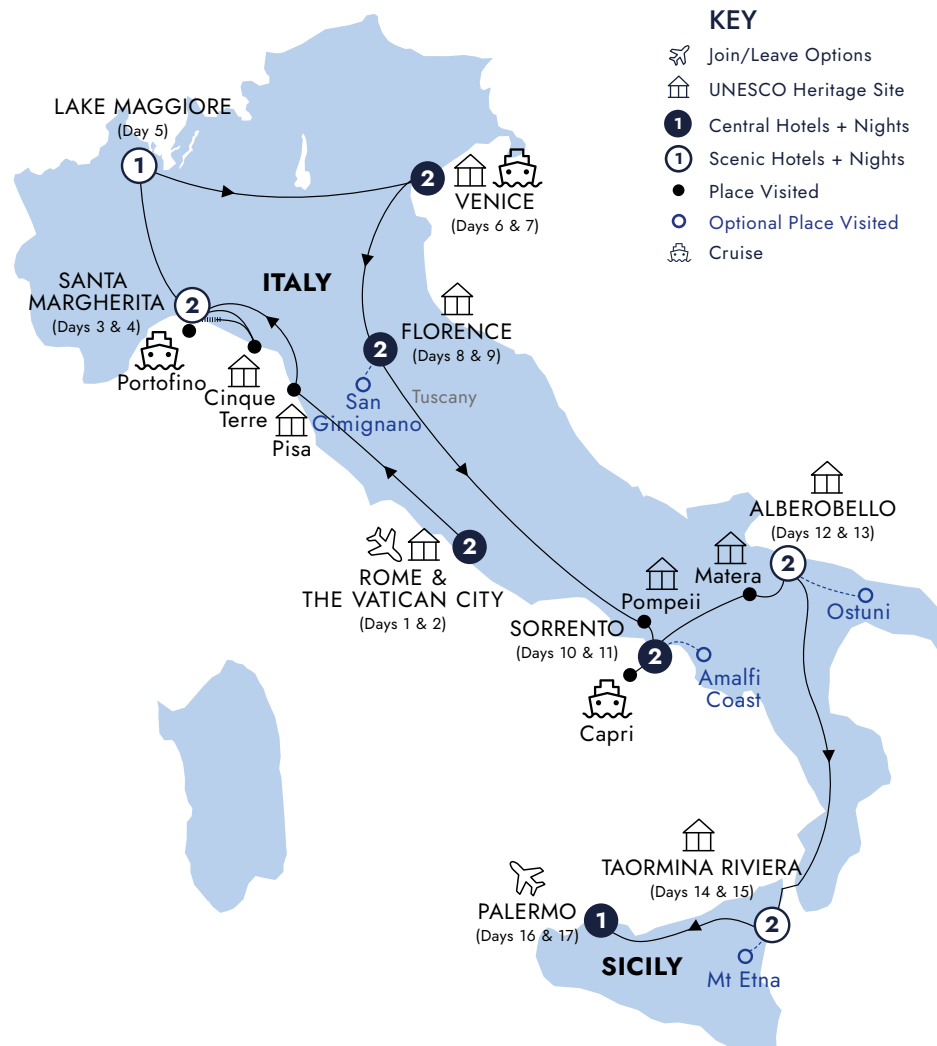 KEY
Join/Leave Options
UNESCO Heritage Site
1
Central Hotels + Nights
1
Scenic Hotels + Nights
Place Visited
Optional Place Visited
Cruise
LAKE MAGGIORE
(Day 5)
1
2
VENICE
(Days 6 & 7)
ITALY
SANTA
MARGHERITA
(Days 3 & 4)
2
Portofino
Cinque
Terre
Pisa
FLORENCE
(Days 8 & 9)
2
San
Gimignano
Tuscany
2
ROME &
THE VATICAN CITY
(Days 1 & 2)
ALBEROBELLO
(Days 12 & 13)
2
Matera
Pompeii
Ostuni
SORRENTO
(Days 10 & 11)
2
Amalfi
Coast
Capri
TAORMINA RIVIERA
(Days 14 & 15)
2
PALERMO
(Days 16 & 17)
1
SICILY
Mt Etna